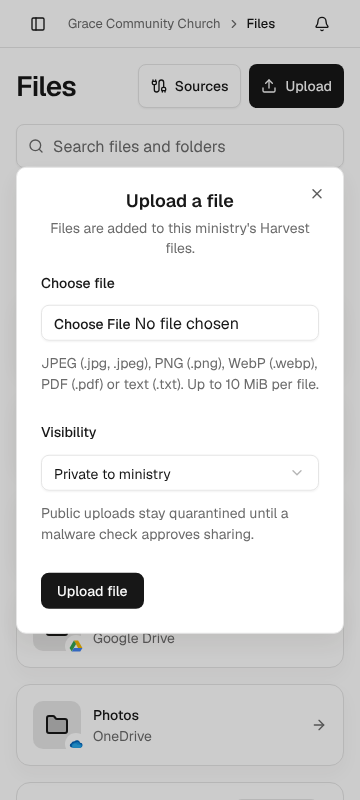 Grace Community Church > Files
Files
Sources
Upload
Search files and folders
Upload a file
Files are added to this ministry's Harvest
files.
Choose file
Choose File No file chosen
JPEG (.jpg, .jpeg), PNG (.png), WebP (.webp),
PDF (.pdf) or text (.txt). Up to 10 MiB per file.
Visibility
Private to ministry
Public uploads stay quarantined until a
malware check approves sharing.
Upload file
Google Drive
Photos
OneDrive